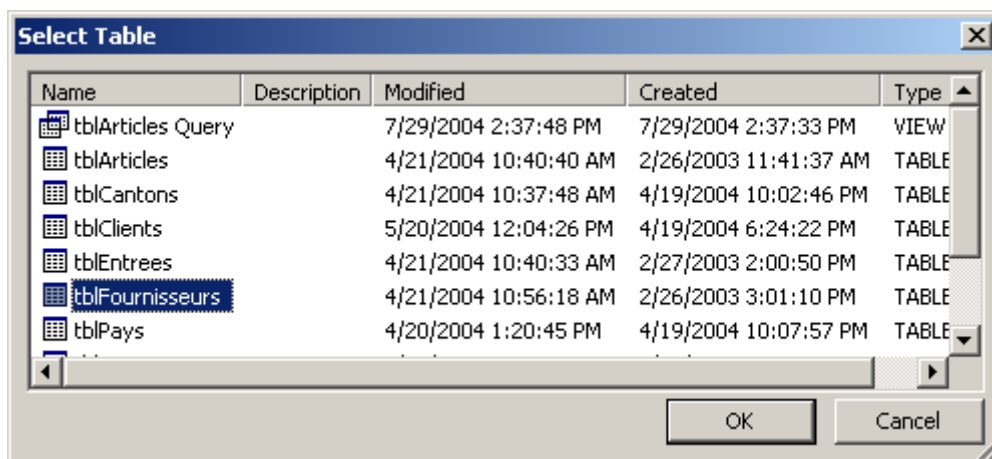 Select Table
Name Description Modified Created Type
tblArticles Query 7/29/2004 2:37:48 PM 7/29/2004 2:37:33 PM VIEW
tblArticles 4/21/2004 10:40:40 AM 2/26/2003 11:41:37 AM TABLE
tblCantons 4/21/2004 10:37:48 AM 4/19/2004 10:02:46 PM TABLE
tblClients 5/20/2004 12:04:26 PM 4/19/2004 6:24:22 PM TABLE
tblEntrees 4/21/2004 10:40:33 AM 2/27/2003 2:00:50 PM TABLE
tblFournisseurs 4/21/2004 10:56:18 AM 2/26/2003 3:01:10 PM TABLE
tblPays 4/20/2004 1:20:45 PM 4/19/2004 10:07:57 PM TABLE
OK Cancel